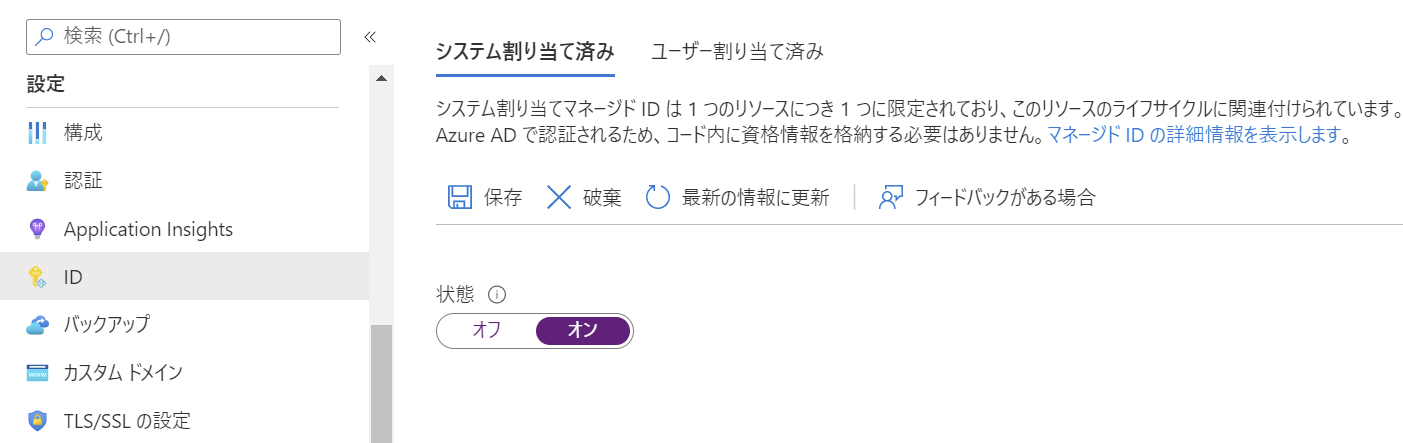 検索 (Ctrl+/)
«
設定
構成
認証
Application Insights
ID
バックアップ
カスタム ドメイン
TLS/SSL の設定
システム割り当て済み
ユーザー割り当て済み
システム割り当てマネージド ID は 1 つのリソースにつき 1 つに限定されており、このリソースのライフサイクルに関連付けられています。
Azure AD で認証されるため、コード内に資格情報を格納する必要はありません。マネージド ID の詳細情報を表示します。
保存
破棄
最新の情報に更新
フィードバックがある場合
状態
オフ
オン